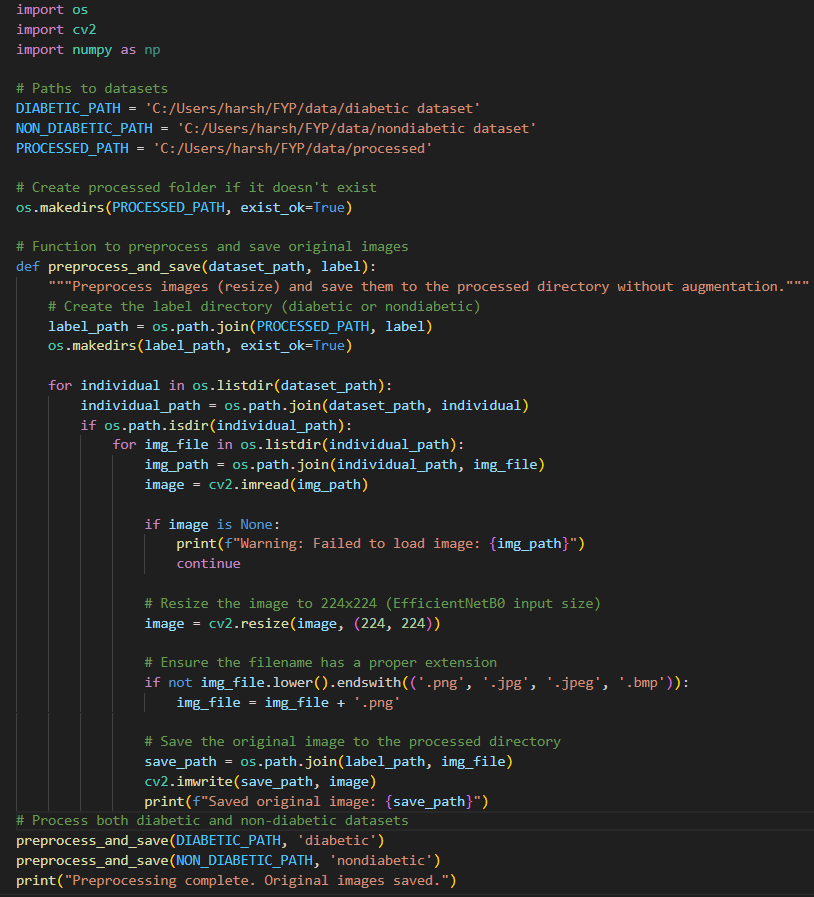 import os
import cv2
import numpy as np
# Paths to datasets
DIABETIC_PATH = 'C:/Users/harsh/FYP/data/diabetic dataset'
NON_DIABETIC_PATH = 'C:/Users/harsh/FYP/data/nondiabetic dataset'
PROCESSED_PATH = 'C:/Users/harsh/FYP/data/processed'
# Create processed folder if it doesn't exist
os.makedirs(PROCESSED_PATH, exist_ok=True)
# Function to preprocess and save original images
def preprocess_and_save(dataset_path, label):
    """Preprocess images (resize) and save them to the processed directory without augmentation."""
    # Create the label directory (diabetic or nondiabetic)
    label_path = os.path.join(PROCESSED_PATH, label)
    os.makedirs(label_path, exist_ok=True)
    for individual in os.listdir(dataset_path):
        individual_path = os.path.join(dataset_path, individual)
        if os.path.isdir(individual_path):
            for img_file in os.listdir(individual_path):
                img_path = os.path.join(individual_path, img_file)
                image = cv2.imread(img_path)
                if image is None:
                    print(f"Warning: Failed to load image: {img_path}")
                    continue
                # Resize the image to 224x224 (EfficientNetB0 input size)
                image = cv2.resize(image, (224, 224))
                # Ensure the filename has a proper extension
                if not img_file.lower().endswith(('.png', '.jpg', '.jpeg', '.bmp')):
                    img_file = img_file + '.png'
                # Save the original image to the processed directory
                save_path = os.path.join(label_path, img_file)
                cv2.imwrite(save_path, image)
                print(f"Saved original image: {save_path}")
# Process both diabetic and non-diabetic datasets
preprocess_and_save(DIABETIC_PATH, 'diabetic')
preprocess_and_save(NON_DIABETIC_PATH, 'nondiabetic')
print("Preprocessing complete. Original images saved.")